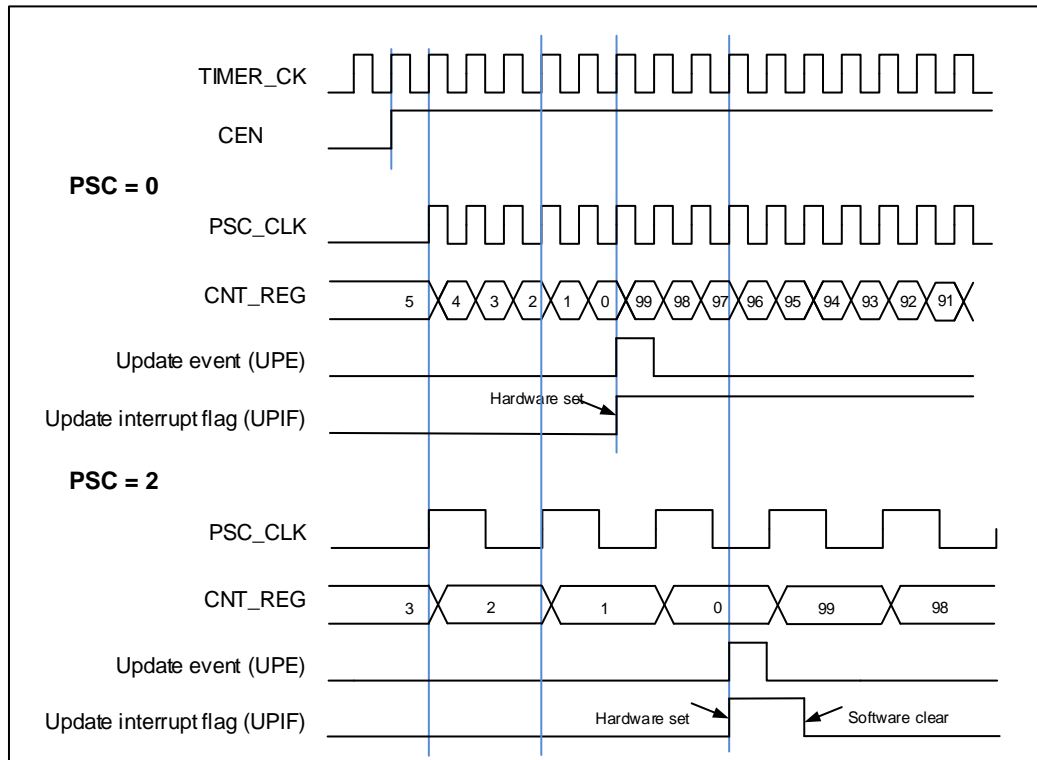 TIMER_CK
CEN
PSC = 0
PSC_CLK
CNT_REG 5 4 3 2 1 0 99 98 97 96 95 94 93 92 91
Update event (UPE)
Hardware set
Update interrupt flag (UPIF)
PSC = 2
PSC_CLK
CNT_REG 3 2 1 0 99 98
Update event (UPE)
Update interrupt flag (UPIF) Hardware set Software clear